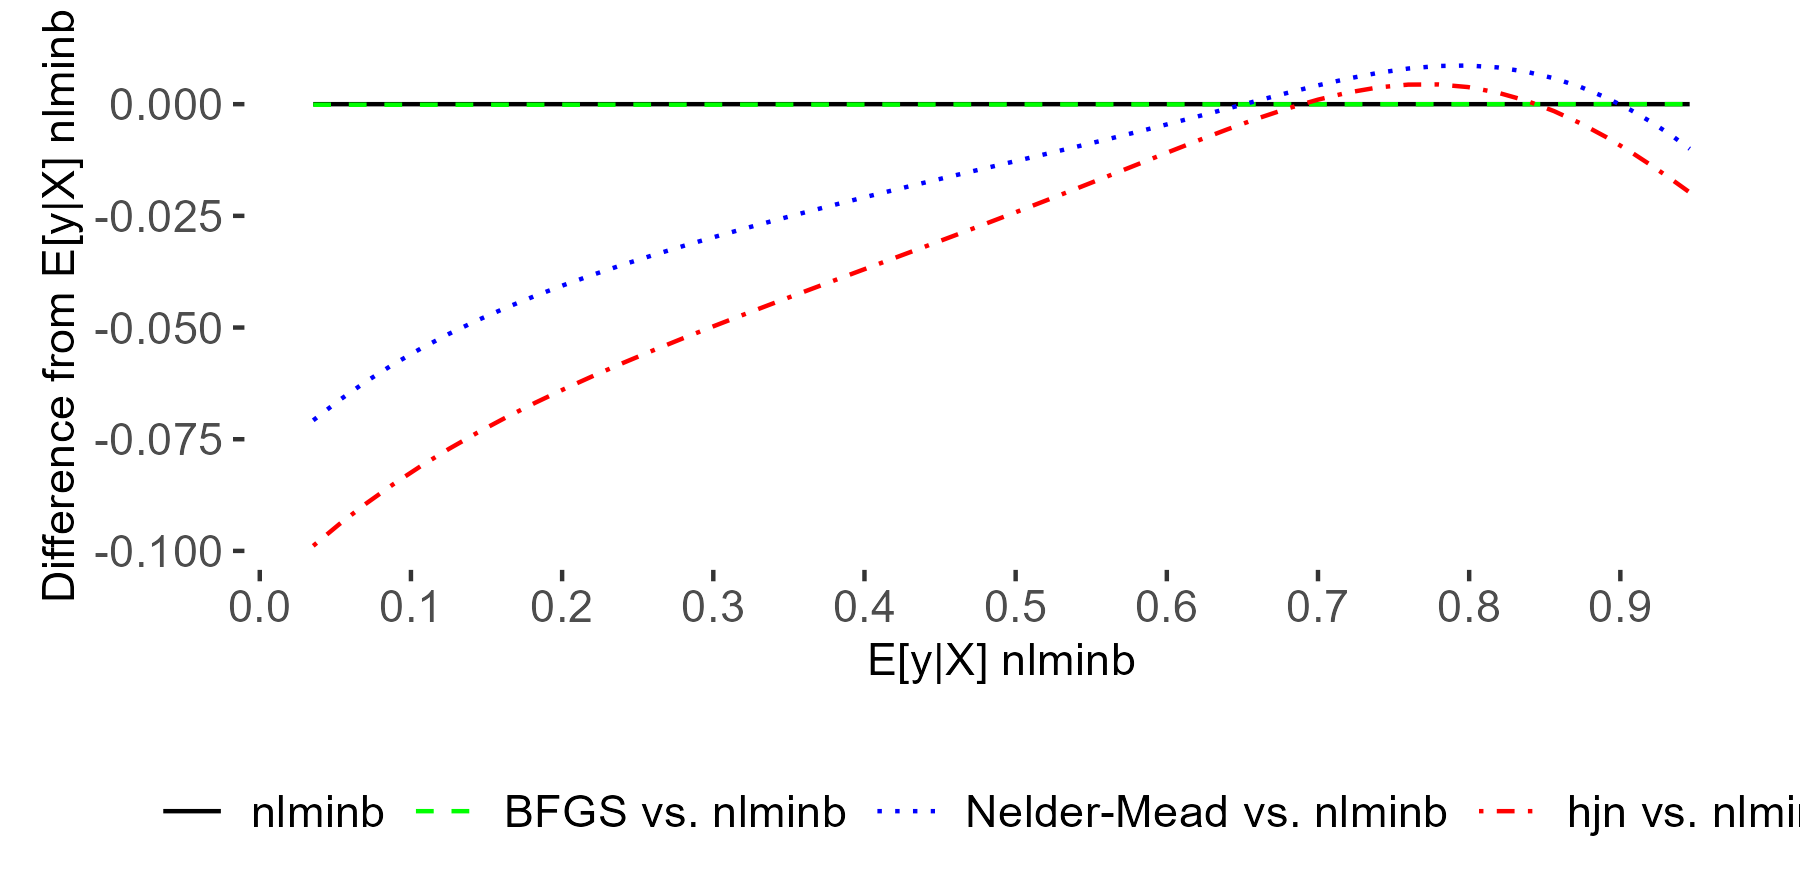 Difference from E[y|X] nlminb
0.000
-0.025
-0.050
-0.075
-0.100
0.0 0.1 0.2 0.3 0.4 0.5 0.6 0.7 0.8 0.9
E[y|X] nlminb
nlminb BFGS vs. nlminb Nelder-Mead vs. nlminb hjn vs.